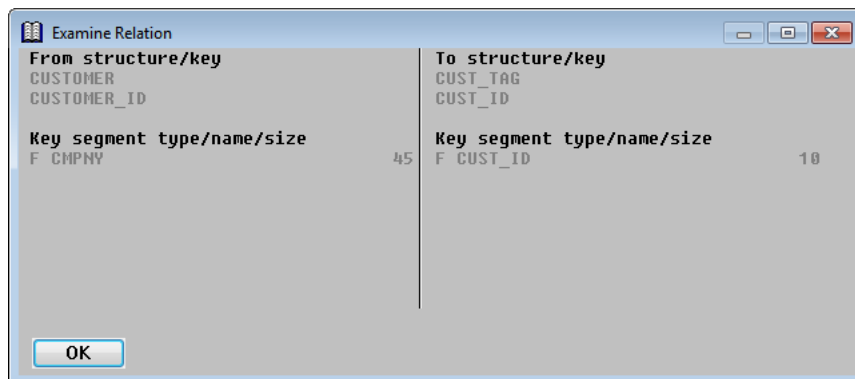 Examine Relation
From structure/key
CUSTOMER
CUSTOMER_ID
Key segment type/name/size
F CMPNY 45
To structure/key
CUST_TAG
CUST_ID
Key segment type/name/size
F CUST_ID 10
OK